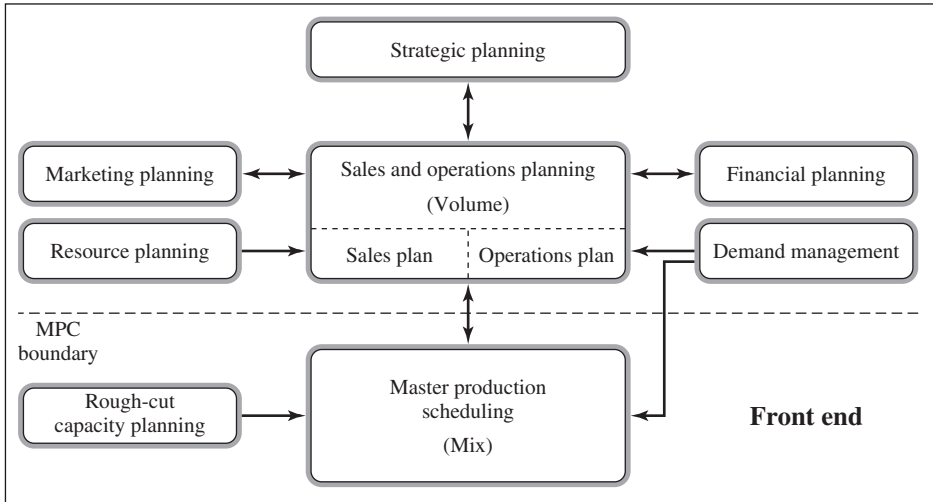 Strategic planning
Marketing planning
Sales and operations planning
(Volume)
Financial planning
Resource planning
Sales plan
Operations plan
Demand management
MPC
boundary
Rough-cut
capacity planning
Master production
scheduling
(Mix)
Front end